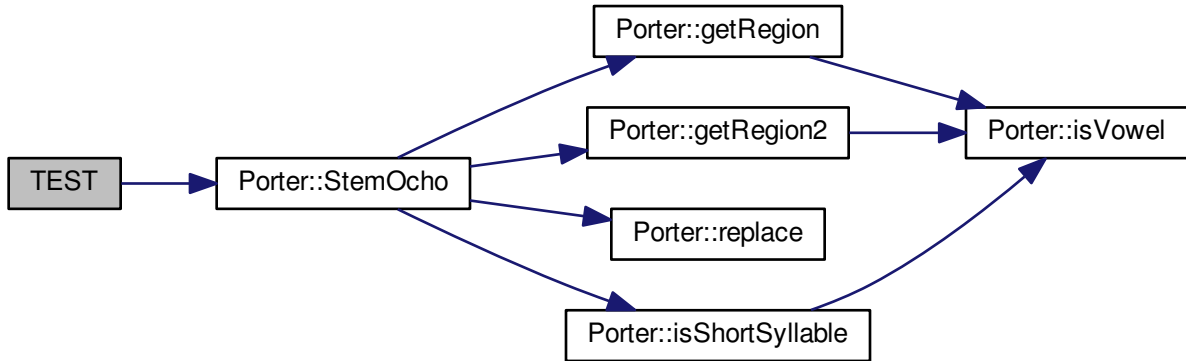 TEST
Porter::StemOcho
Porter::getRegion
Porter::getRegion2
Porter::replace
Porter::isShortSyllable
Porter::isVowel